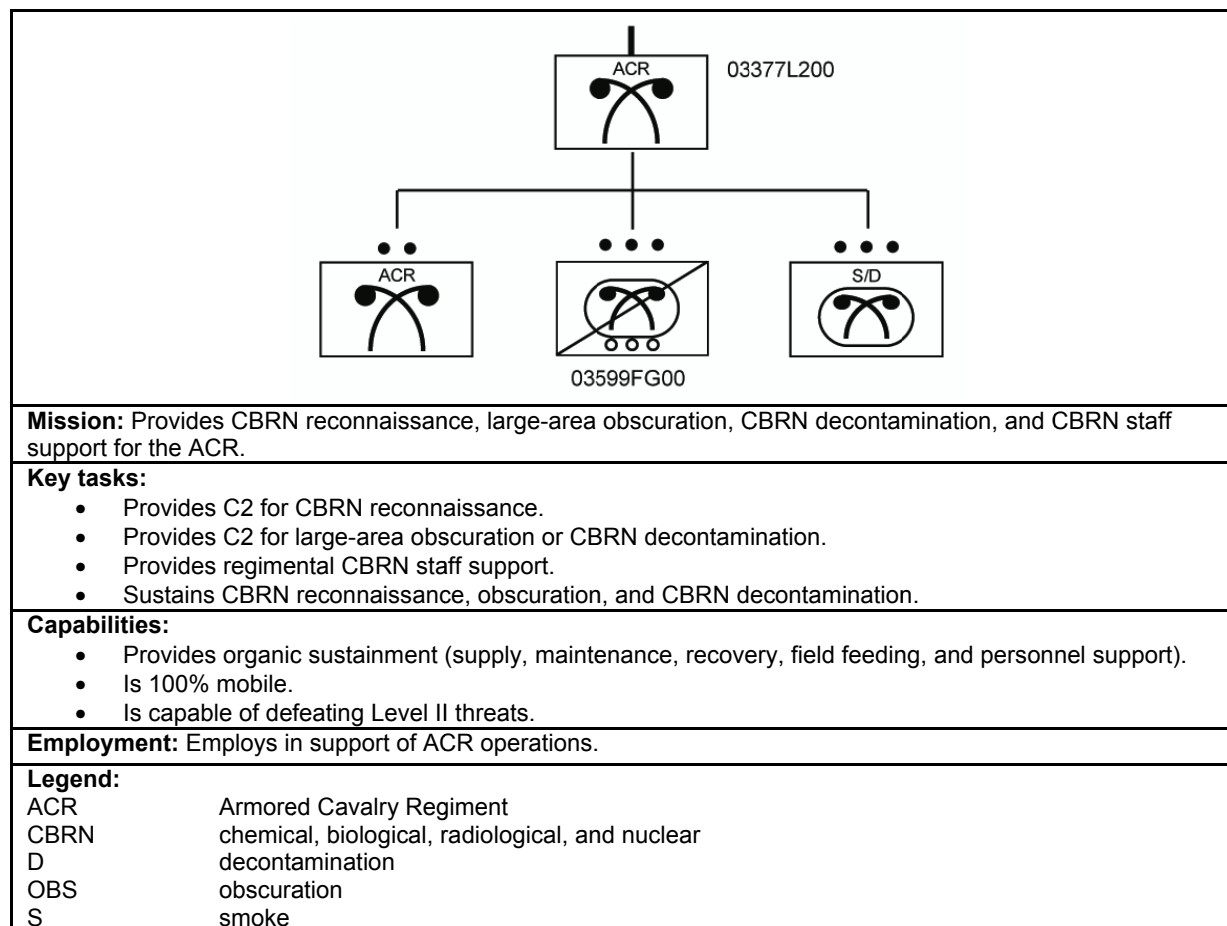 ACR 03377L200
ACR S/D
03599FG00
Mission: Provides CBRN reconnaissance, large-area obscuration, CBRN decontamination, and CBRN staff
support for the ACR.
Key tasks:
• Provides C2 for CBRN reconnaissance.
• Provides C2 for large-area obscuration or CBRN decontamination.
• Provides regimental CBRN staff support.
• Sustains CBRN reconnaissance, obscuration, and CBRN decontamination.
Capabilities:
• Provides organic sustainment (supply, maintenance, recovery, field feeding, and personnel support).
• Is 100% mobile.
• Is capable of defeating Level II threats.
Employment: Employs in support of ACR operations.
Legend:
ACR Armored Cavalry Regiment
CBRN chemical, biological, radiological, and nuclear
D decontamination
OBS obscuration
S smoke